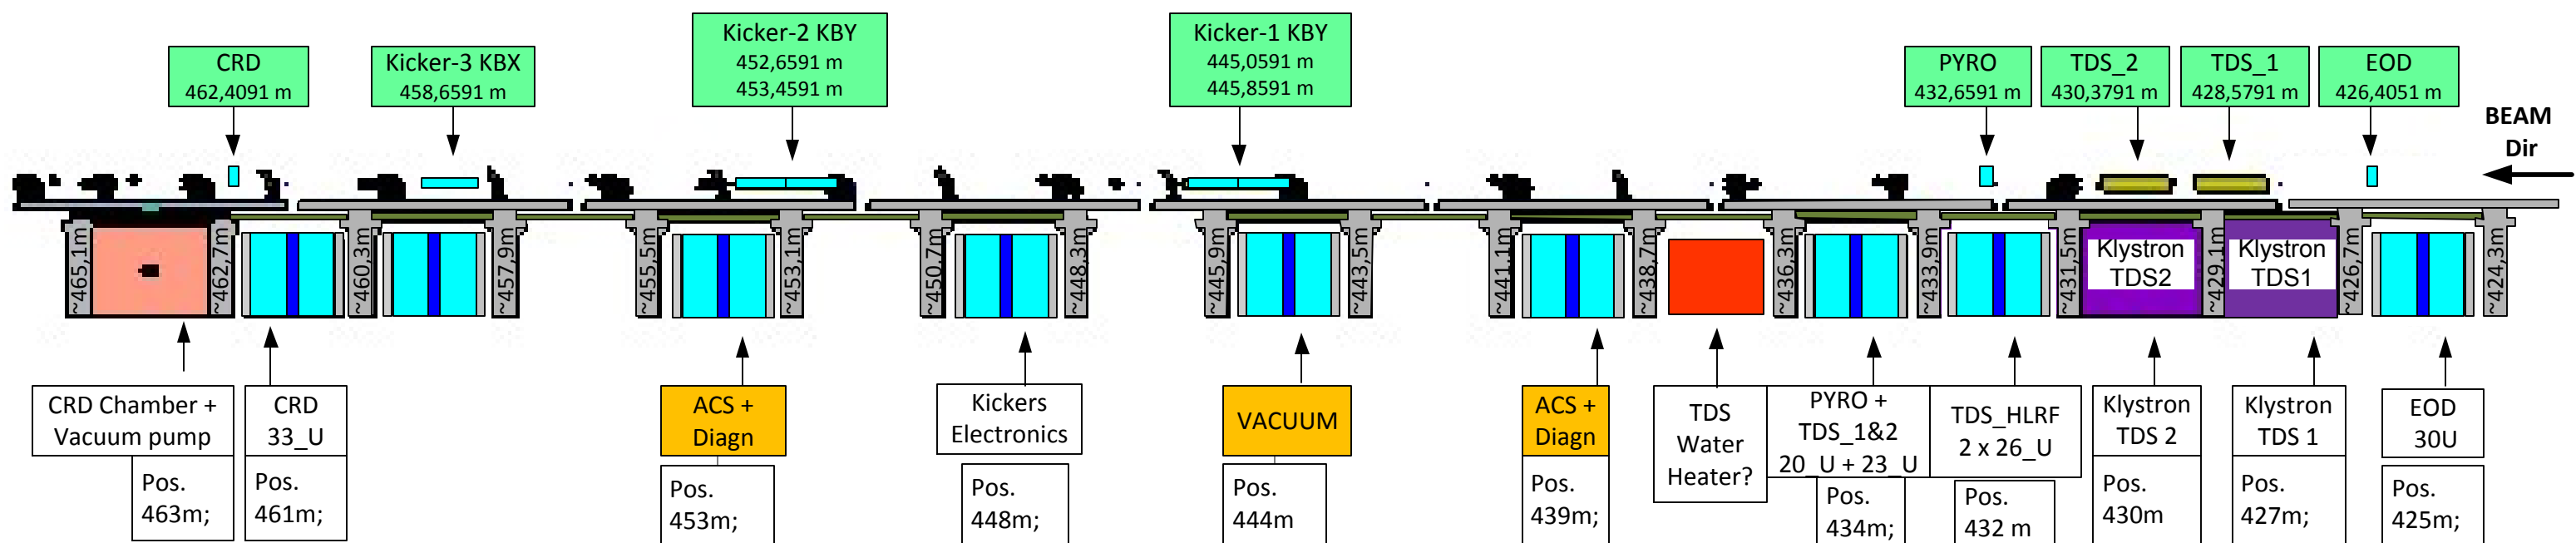 CRD
462,4091 m
Kicker-3 KBX
458,6591 m
Kicker-2 KBY
452,6591 m
453,4591 m
Kicker-1 KBY
445,0591 m
445,8591 m
PYRO
432,6591 m
TDS_2
430,3791 m
TDS_1
428,5791 m
EOD
426,4051 m
BEAM
Dir
~465,1m
~462,7m
~460,3m
~457,9m
~455,5m
~453,1m
~450,7m
~448,3m
~445,9m
~443,5m
~441,1m
~438,7m
~436,3m
~433,9m
~431,5m
Klystron
TDS2
~429,1m
Klystron
TDS1
~426,7m
~424,3m
CRD Chamber +
Vacuum pump
Pos.
463m;
CRD
33_U
Pos.
461m;
ACS +
Diagn
Pos.
453m;
Kickers
Electronics
Pos.
448m;
VACUUM
Pos.
444m
ACS +
Diagn
Pos.
439m;
TDS
Water
Heater?
PYRO +
TDS_1&2
20_U + 23_U
Pos.
434m;
TDS_HLRF
2 x 26_U
Pos.
432 m
Klystron
TDS 2
Pos.
430m
Klystron
TDS 1
Pos.
427m;
EOD
30U
Pos.
425m;